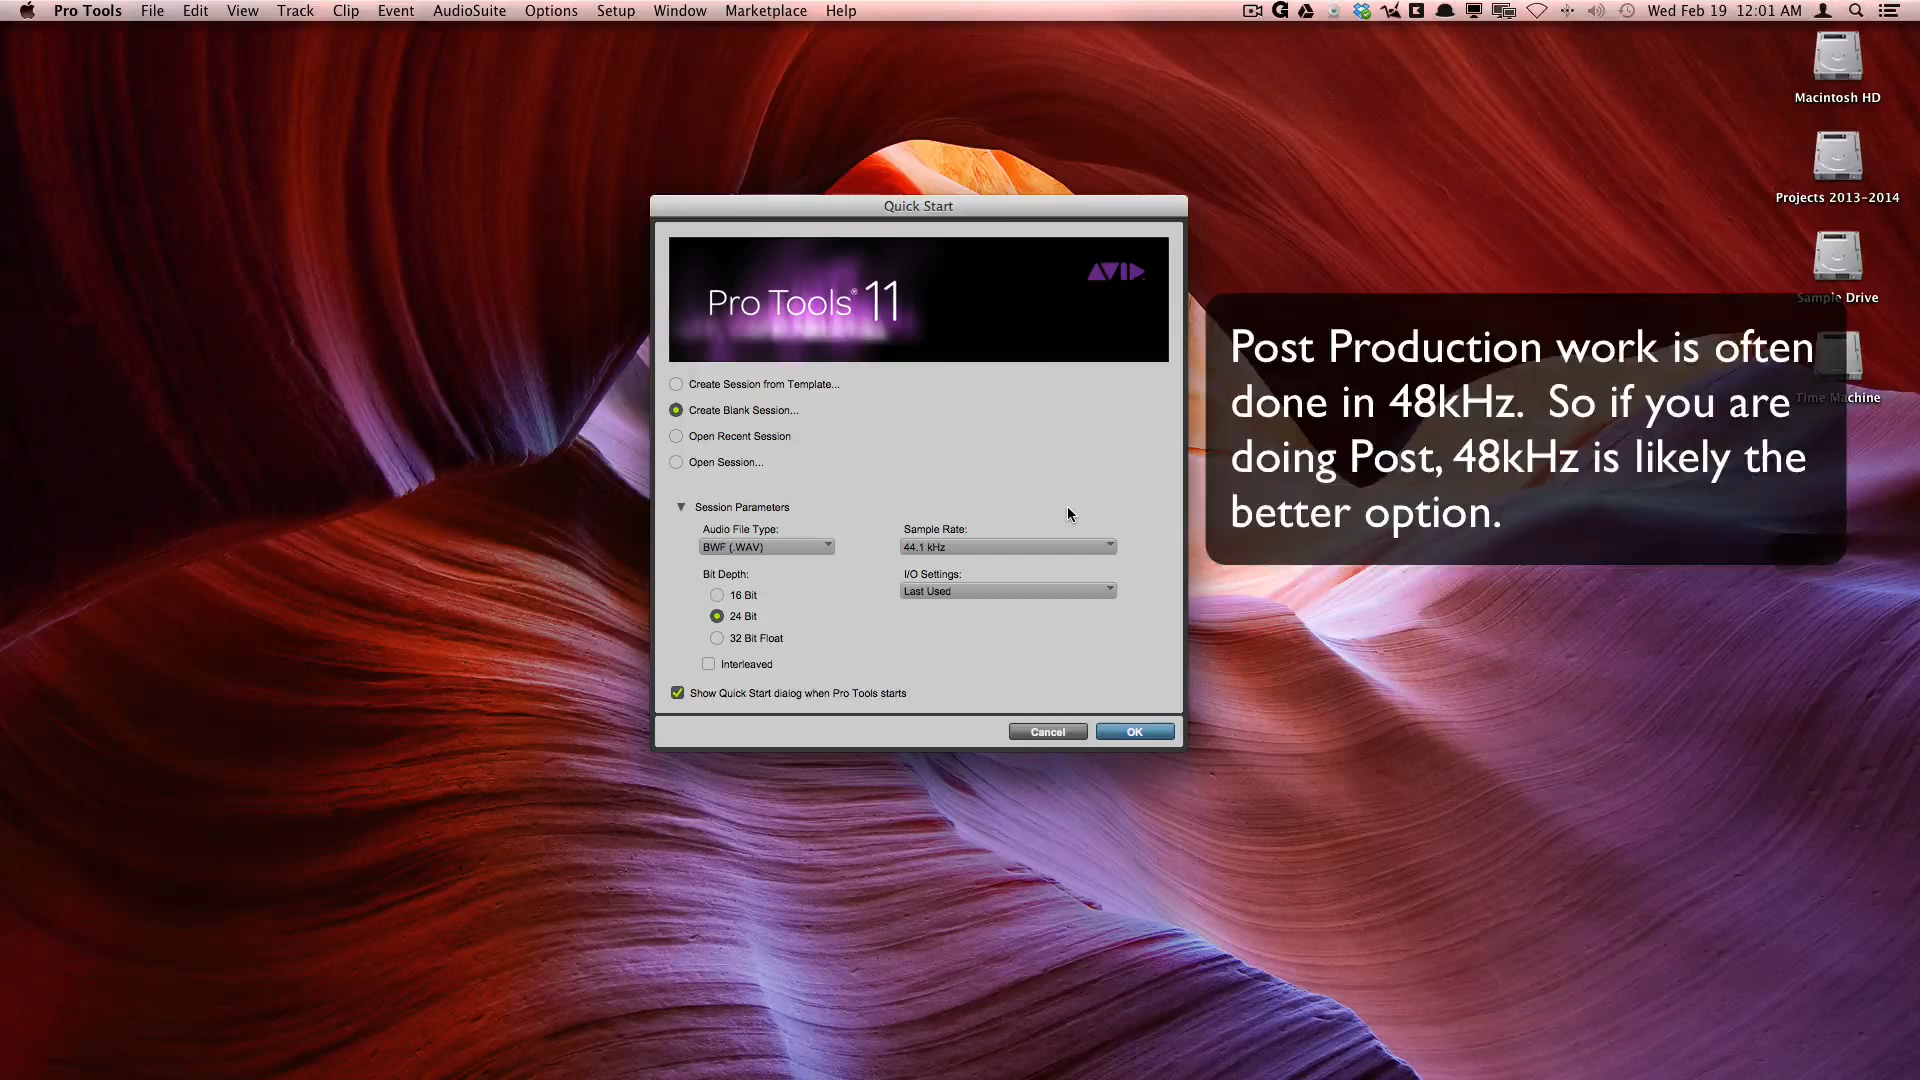 Pro Tools File Edit View Track Clip Event AudioSuite Options Setup Window Marketplace Help Wed Feb 19 12:01 AM
Macintosh HD
Projects 2013-2014
Sample Drive
Time Machine
Quick Start
Pro Tools® 11
AVID
Create Session from Template...
Create Blank Session...
Open Recent Session
Open Session...
Session Parameters
Audio File Type:
BWF (.WAV)
Sample Rate:
44.1 kHz
Bit Depth:
16 Bit
24 Bit
32 Bit Float
I/O Settings:
Last Used
Interleaved
Show Quick Start dialog when Pro Tools starts
Cancel
OK
Post Production work is often
done in 48kHz. So if you are
doing Post, 48kHz is likely the
better option.